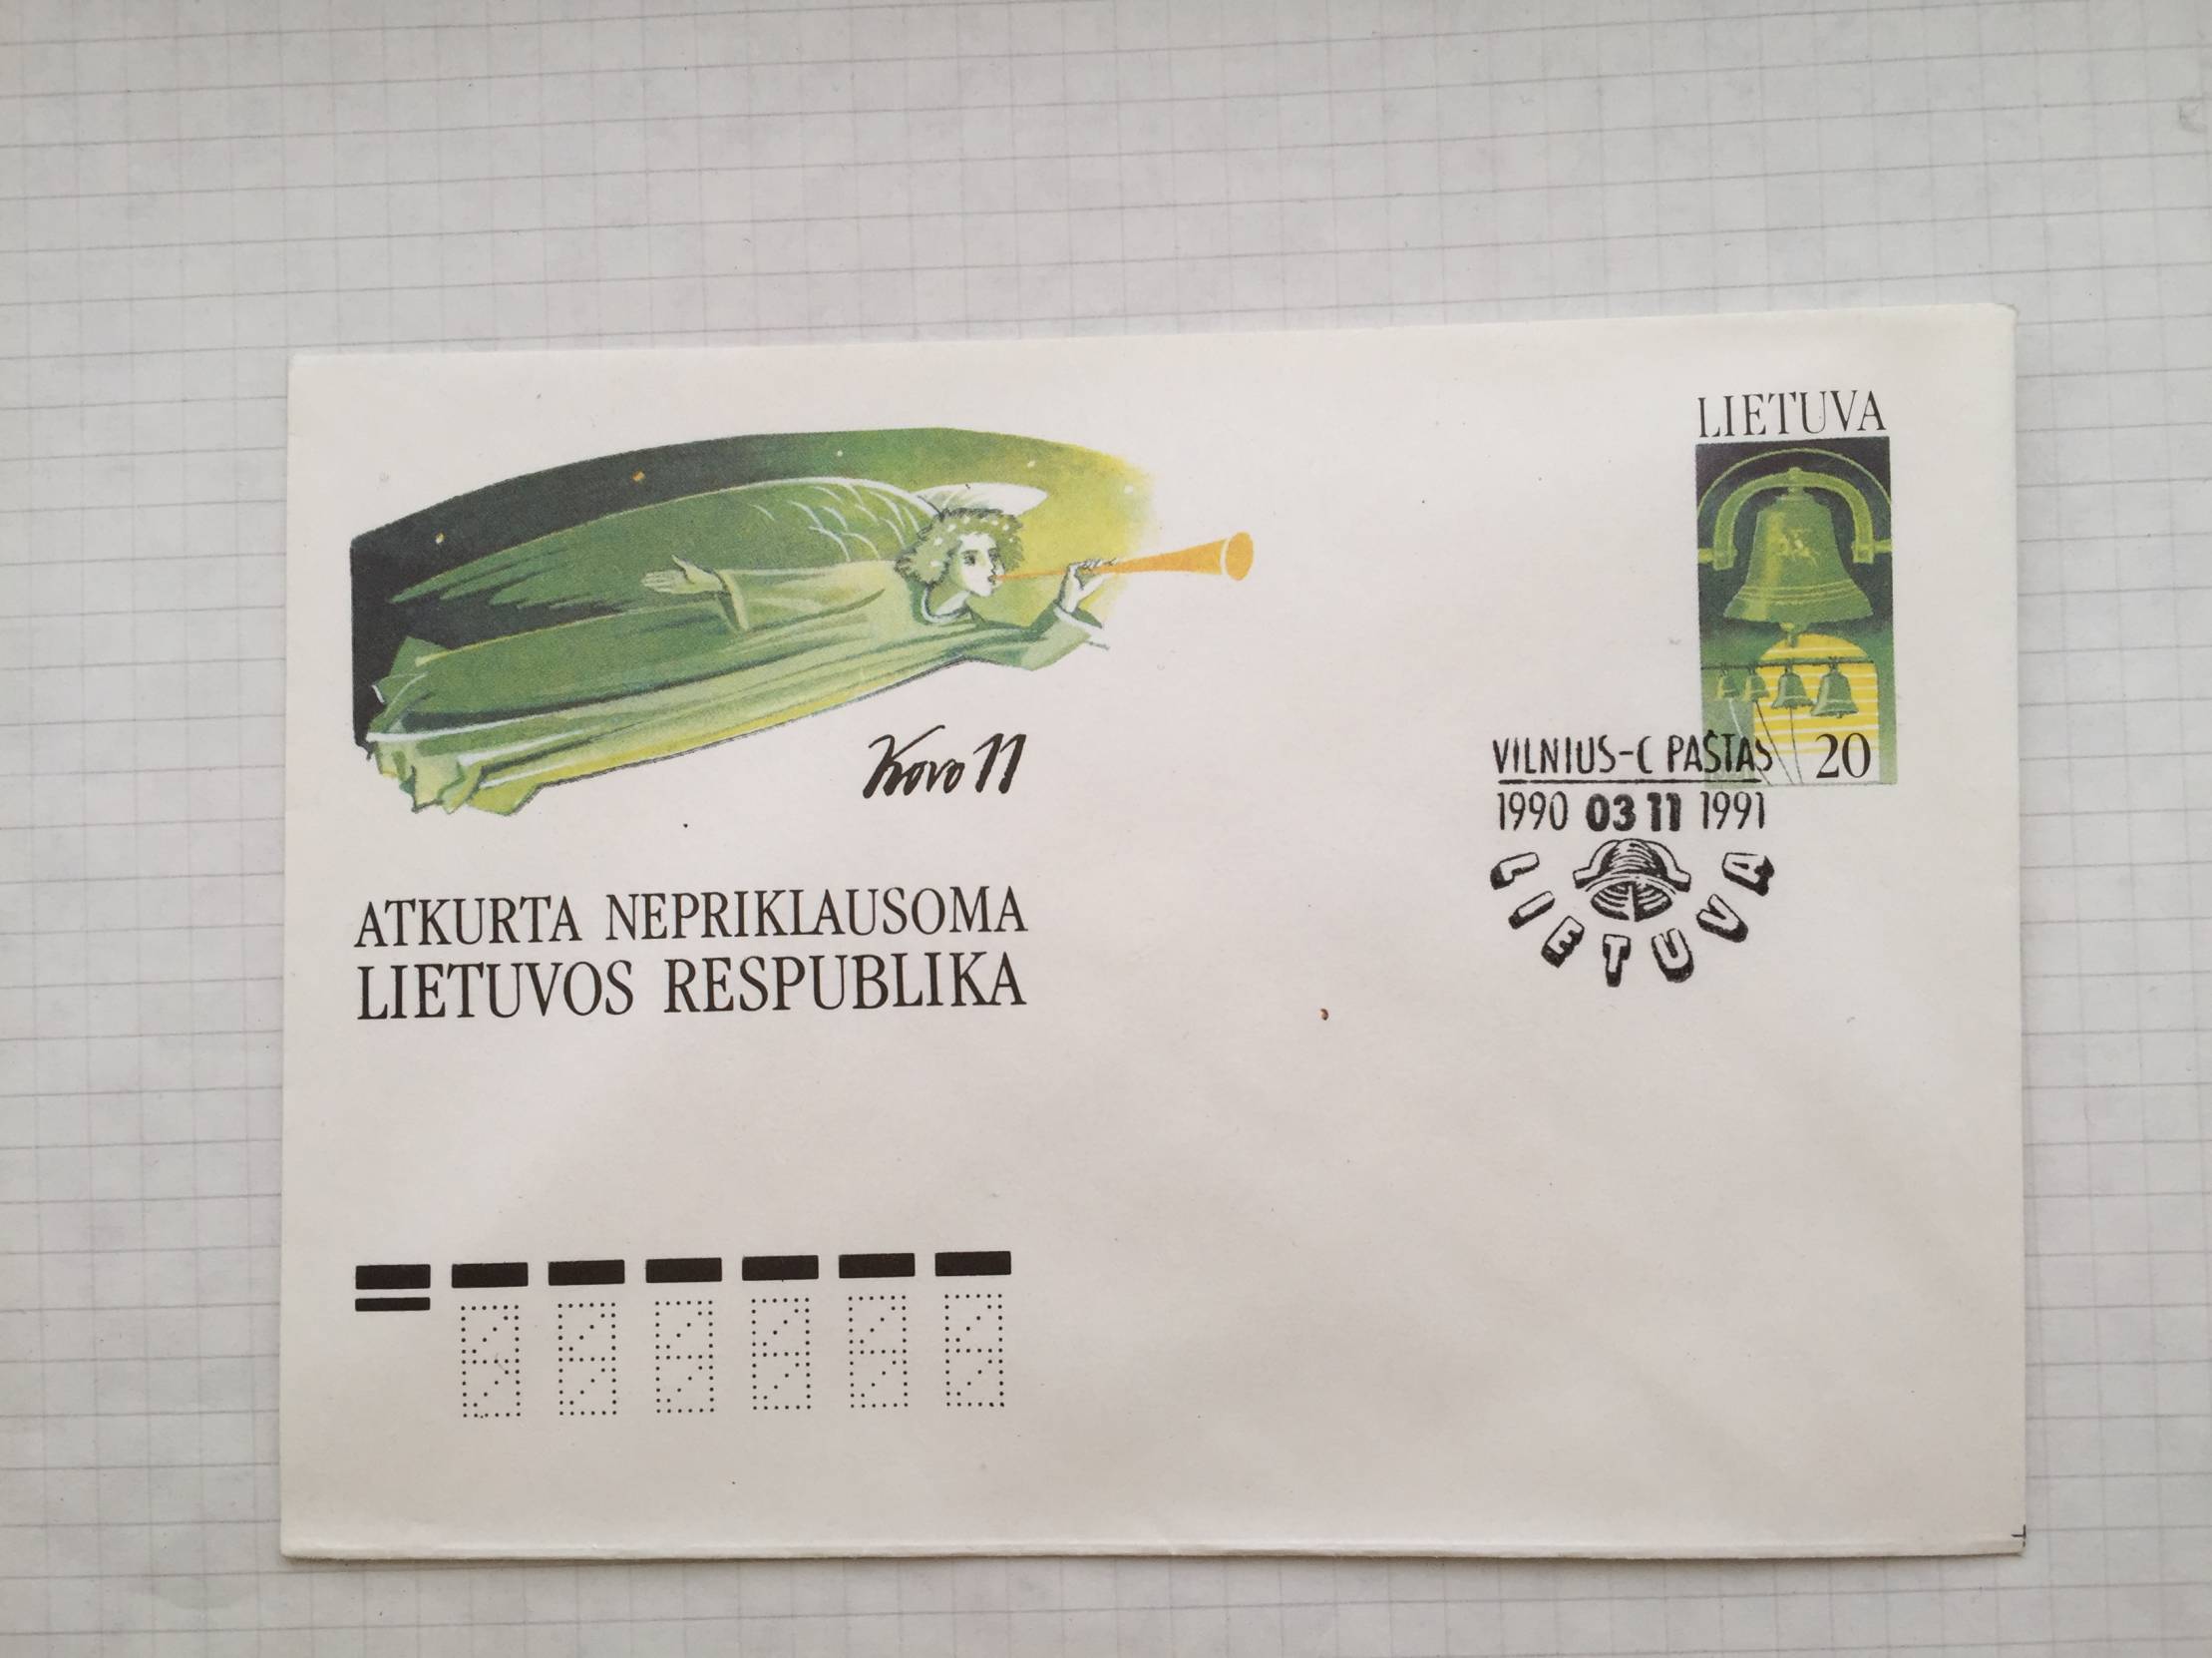 LIETUVA
20
Kovo 11
VILNIUS-C PAŠTAS
1990 03 11 1991
LIETUVA
ATKURTA NEPRIKLAUSOMA
LIETUVOS RESPUBLIKA